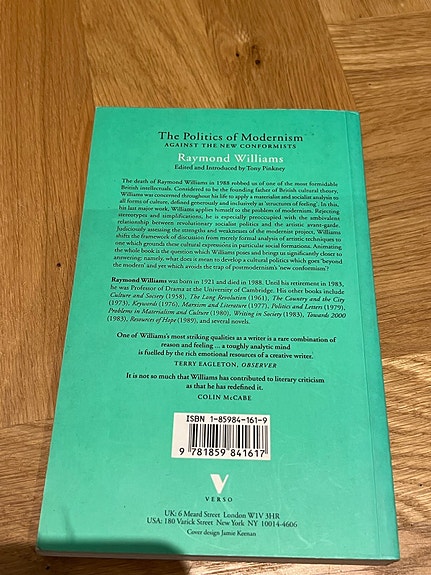 The Politics of Modernism
AGAINST THE NEW CONFORMISTS
Raymond Williams
Edited and Introduced by Tony Pinkney
The death of Raymond Williams in 1988 robbed us of one of the most formidable
British intellectuals. Considered to be the founding father of British cultural theory,
Williams was concerned throughout his life to apply a materialist and socialist analysis to
all forms of culture, defined generously and inclusively as 'structures of feeling'. In this,
his last major work, Williams applies himself to the problem of modernism. Rejecting
stereotypes and simplifications, he is especially preoccupied with the ambivalent
relationship between revolutionary socialist politics and the artistic avant-garde.
Judiciously assessing the strengths and weaknesses of the modernist project, Williams
shifts the framework of discussion from merely formal analysis of artistic techniques to
one which grounds these cultural expressions in particular social formations. Animating
the whole book is the question which Williams poses and brings us significantly closer to
answering: namely, what does it mean to develop a cultural politics which goes 'beyond
the modern' and yet which avoids the trap of postmodernism's 'new conformism'?
Raymond Williams was born in 1921 and died in 1988. Until his retirement in 1983,
he was Professor of Drama at the University of Cambridge. His other books include
Culture and Society (1958), The Long Revolution (1961), The Country and the City
(1973), Keywords (1976), Marxism and Literature (1977), Politics and Letters (1979),
Problems in Materialism and Culture (1980), Writing in Society (1983), Towards 2000
(1983), Resources of Hope (1989), and several novels.
One of Williams's most striking qualities as a writer is a rare combination of
reason and feeling ... a toughly analytic mind
is fuelled by the rich emotional resources of a creative writer.
TERRY EAGLETON, OBSERVER
It is not so much that Williams has contributed to literary criticism
as that he has redefined it.
COLIN McCABE
ISBN 1-85984-161-9
9 781859 841617
V
VERSO
UK: 6 Meard Street London W1V 3HR
USA: 180 Varick Street New York NY 10014-4606
Cover design Jamie Keenan